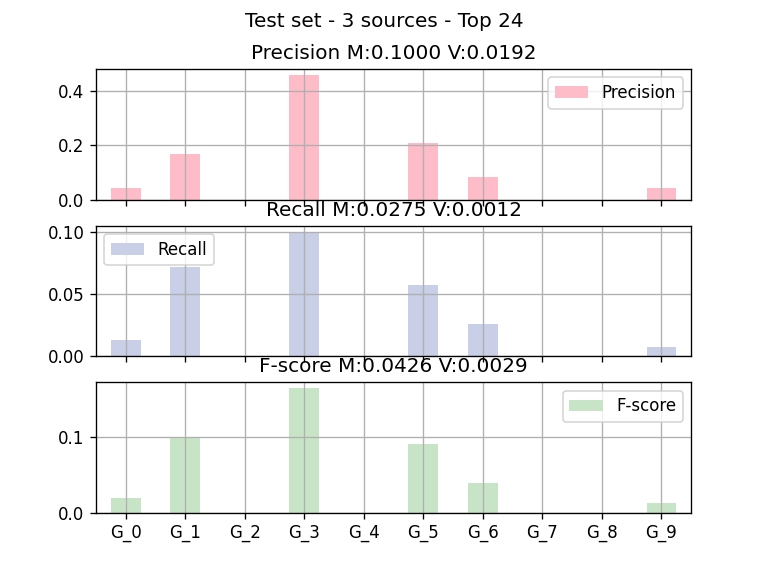 Test set - 3 sources - Top 24
Precision M:0.1000 V:0.0192
0.4
0.2
0.0
Precision
Recall M:0.0275 V:0.0012
0.10
0.05
0.00
Recall
F-score M:0.0426 V:0.0029
0.1
0.0
F-score
G_0 G_1 G_2 G_3 G_4 G_5 G_6 G_7 G_8 G_9